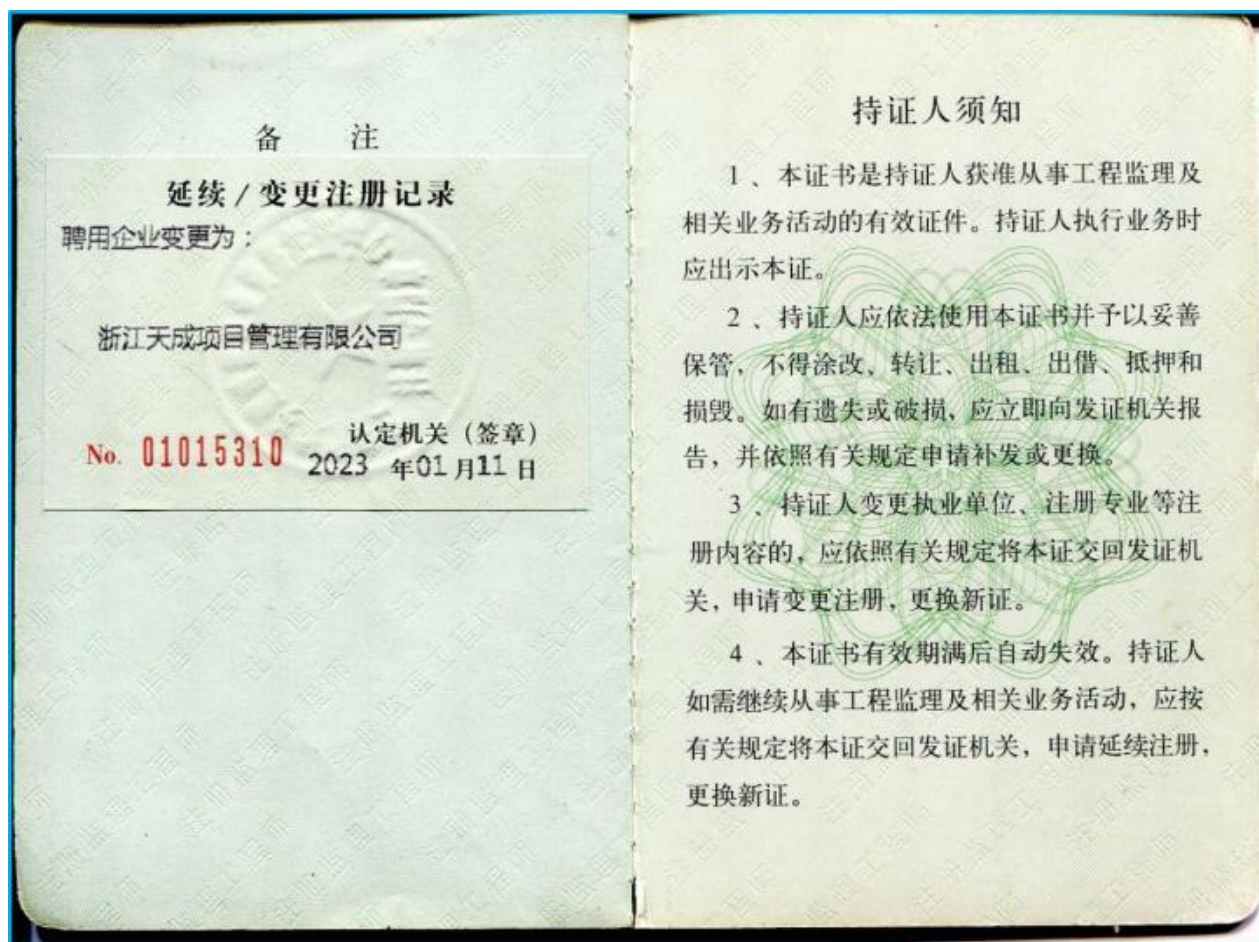 备 注
延续/变更注册记录
聘用企业变更为：
浙江天成项目管理有限公司
认定机关（签章）
No. 01015310 2023 年01月11日
持证人须知
1、本证书是持证人获准从事工程监理及
相关业务活动的有效证件。持证人执行业务时
应出示本证。
2、持证人应依法使用本证书并予以妥善
保管，不得涂改、转让、出租、出借、抵押和
损毁。如有遗失或破损，应立即向发证机关报
告，并依照有关规定申请补发或更换。
3、持证人变更执业单位、注册专业等注
册内容的，应依照有关规定将本证交回发证机
关，申请变更注册，更换新证。
4、本证书有效期满后自动失效。持证人
如需继续从事工程监理及相关业务活动，应按
有关规定将本证交回发证机关，申请延续注册，
更换新证。